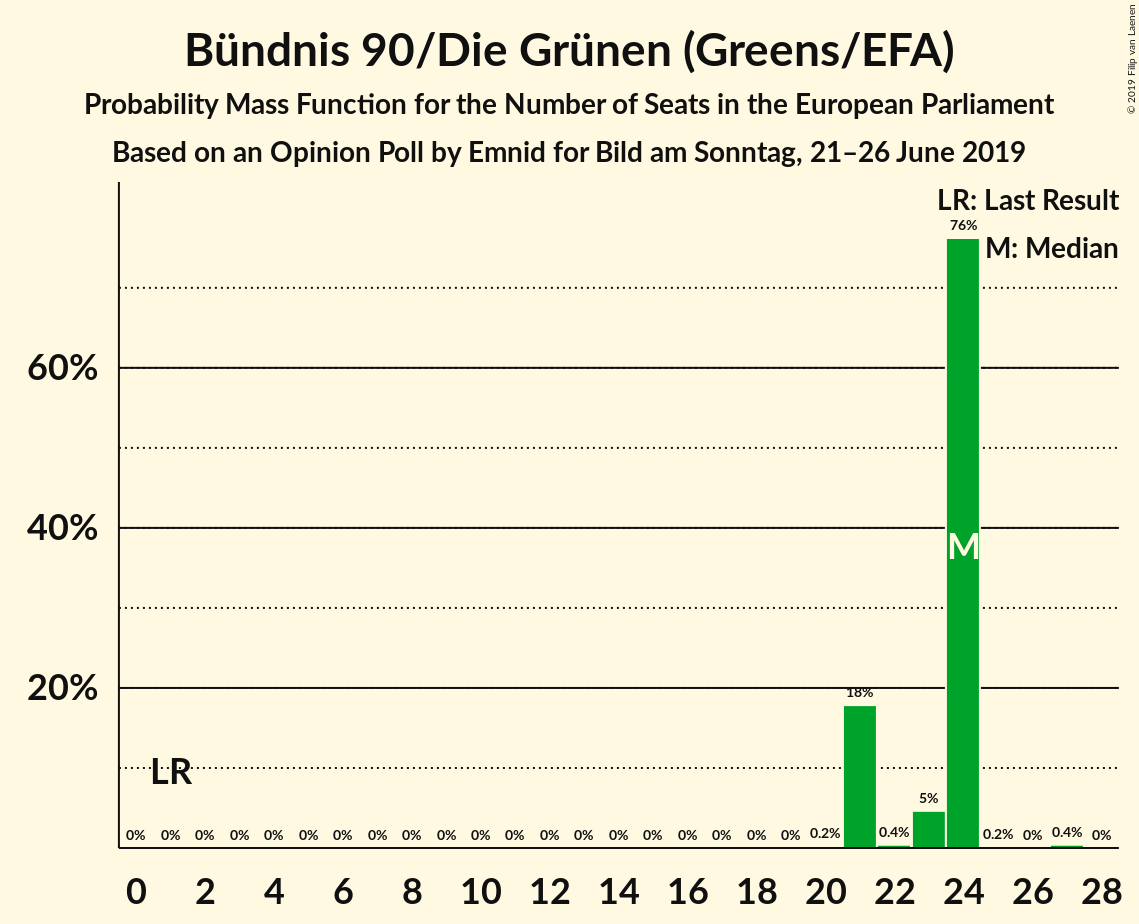 Bündnis 90/Die Grünen (Greens/EFA)
Probability Mass Function for the Number of Seats in the European Parliament
Based on an Opinion Poll by Emnid for Bild am Sonntag, 21–26 June 2019
© 2019 Filip van Laenen
LR: Last Result
M: Median
76%
60%
40%
M
20%
18%
LR
5%
0% 0% 0% 0% 0% 0% 0% 0% 0% 0% 0% 0% 0% 0% 0% 0% 0% 0% 0% 0% 0.2% 0.4% 0.2% 0% 0.4% 0%
0 2 4 6 8 10 12 14 16 18 20 22 24 26 28